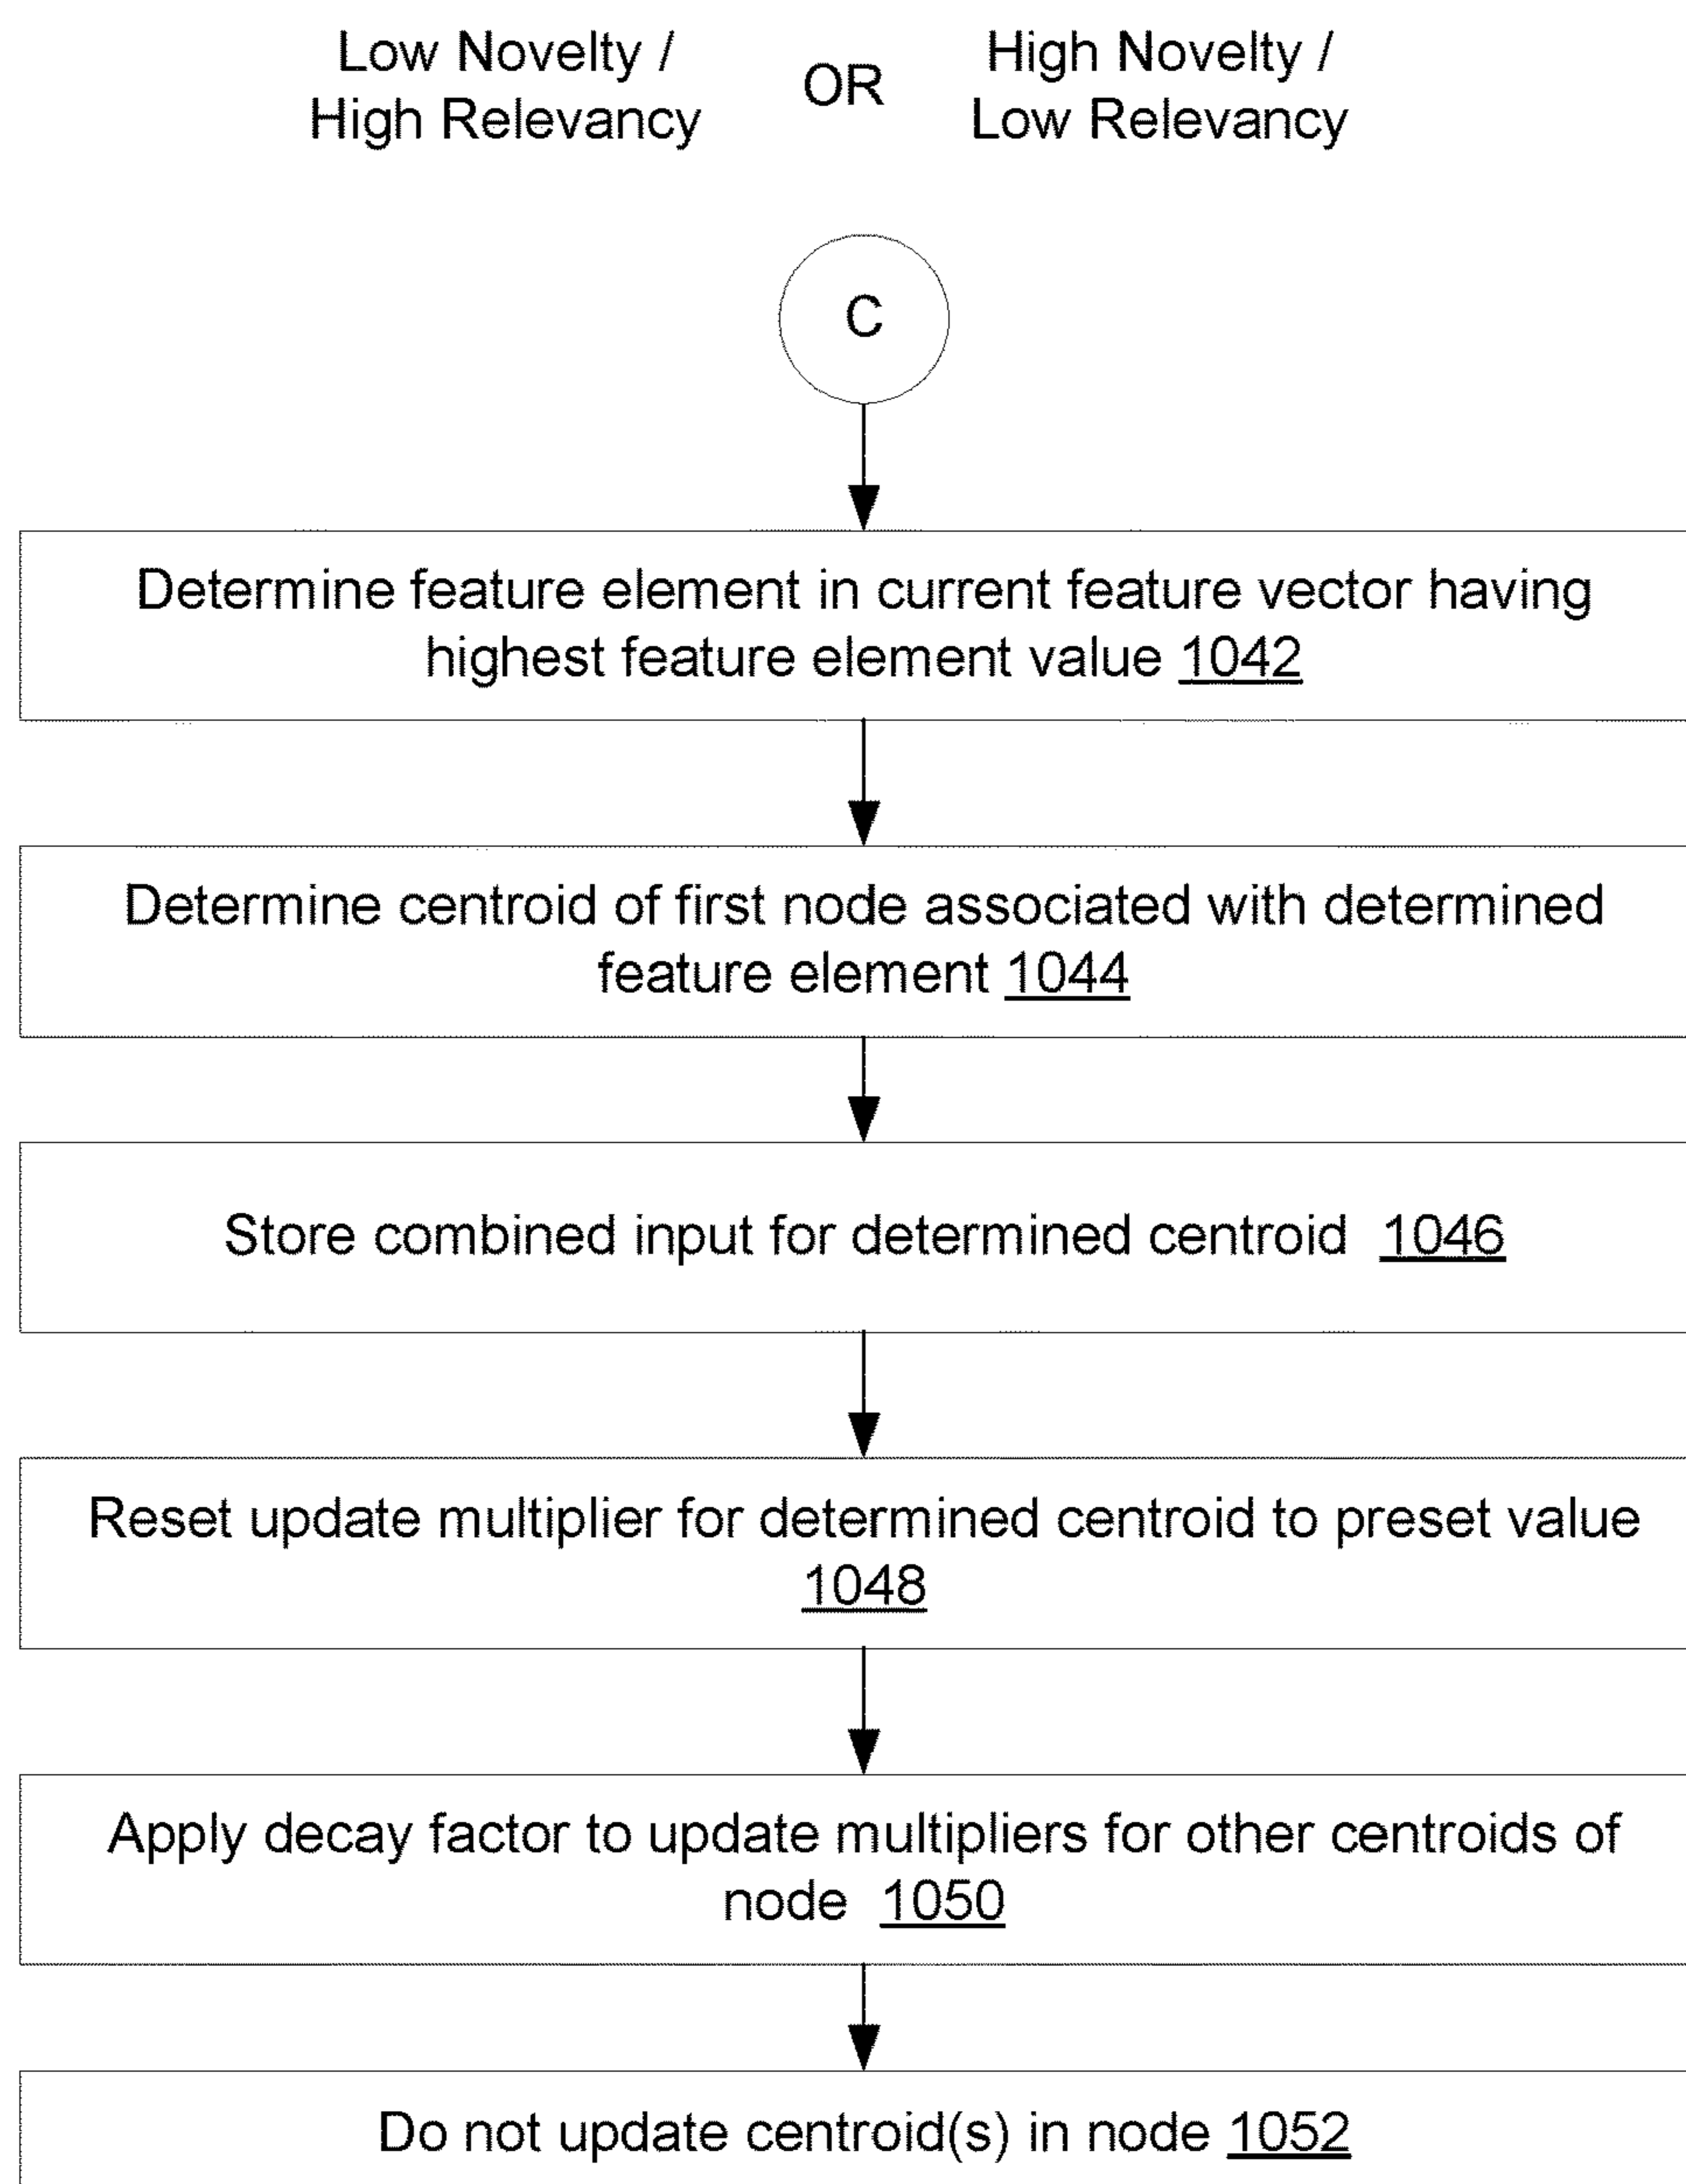 Low Novelty /
High Relevancy
OR
High Novelty /
Low Relevancy
C
Determine feature element in current feature vector having
highest feature element value 1042
Determine centroid of first node associated with determined
feature element 1044
Store combined input for determined centroid 1046
Reset update multiplier for determined centroid to preset value
1048
Apply decay factor to update multipliers for other centroids of
node 1050
Do not update centroid(s) in node 1052